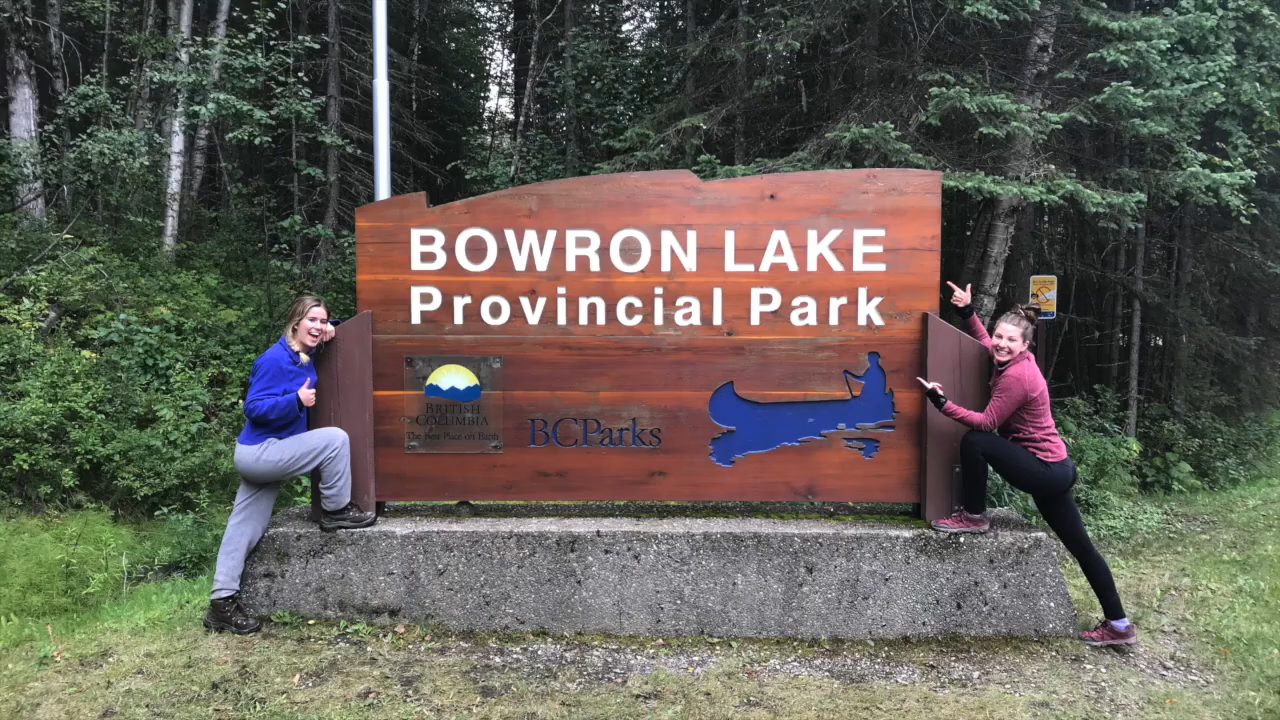 BOWRON LAKE
Provincial Park
BRITISH
COLUMBIA
The Best Place on Earth
BCParks